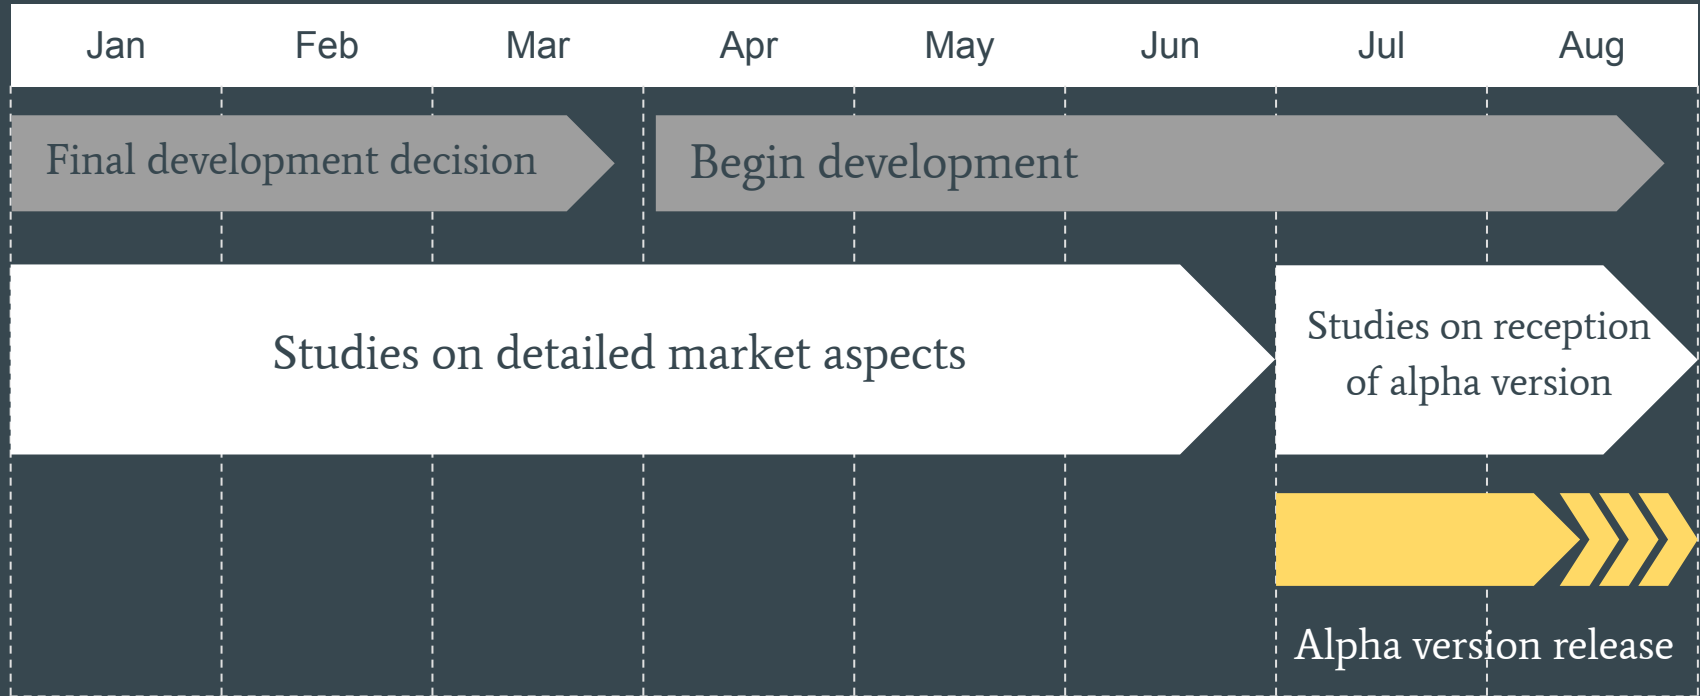 Jan Feb Mar Apr May Jun Jul Aug
Final development decision
Begin development
Studies on detailed market aspects
Studies on reception
of alpha version
Alpha version release